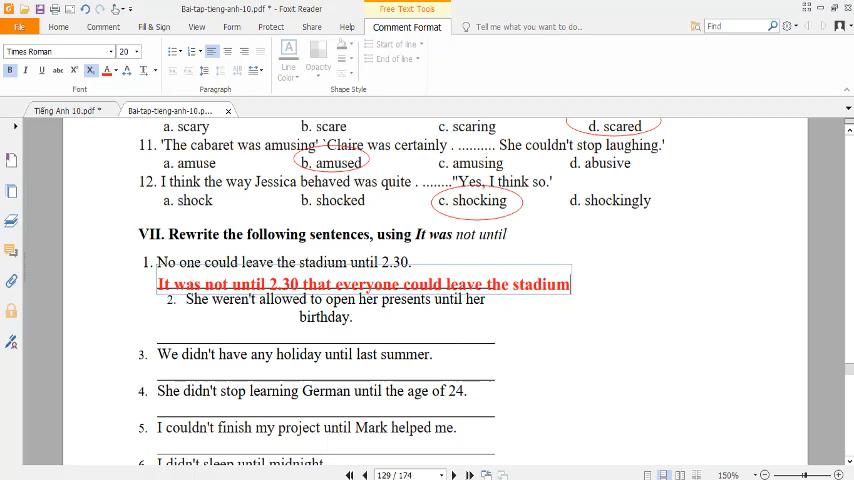 Bai-tap-tieng-anh-10.pdf * - Foxit Reader
Free Text Tools
File
Home
Comment
Fill & Sign
View
Form
Protect
Share
Help
Comment Format
Tell me what you want to do...
Find
Times Roman
20
Font
Paragraph
Line
Color
Opacity
Start of line
End of line
Shape Style
Tiếng Anh 10.pdf *
Bai-tap-tieng-anh-10.p...
a. scary b. scare c. scaring d. scared
11. 'The cabaret was amusing' `Claire was certainly . .......... She couldn't stop laughing.'
a. amuse b. amused c. amusing d. abusive
12. I think the way Jessica behaved was quite . ........"Yes, I think so.'
a. shock b. shocked c. shocking d. shockingly
VII. Rewrite the following sentences, using It was not until
1. No one could leave the stadium until 2.30.
It was not until 2.30 that everyone could leave the stadium
2. She weren't allowed to open her presents until her
birthday.
3. We didn't have any holiday until last summer.
4. She didn't stop learning German until the age of 24.
5. I couldn't finish my project until Mark helped me.
6. I didn't sleep until midnight.
129 / 174
150%